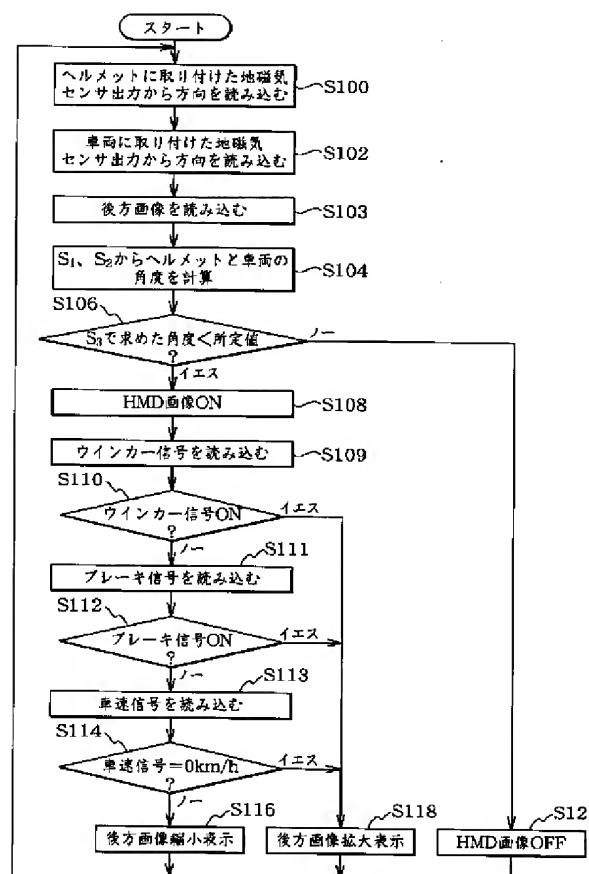 スタート
ヘルメットに取り付けた地磁気
センサ出力から方向を読み込む
S100
車両に取り付けた地磁気
センサ出力から方向を読み込む
S102
後方画像を読み込む
S103
S₁、S₂からヘルメットと車両の
角度を計算
S104
S106
S₃で求めた角度<所定値
?
ノー
イエス
HMD画像ON
S108
ウインカー信号を読み込む
S109
S110
ウインカー信号ON
?
イエス
ノー
S111
ブレーキ信号を読み込む
S112
ブレーキ信号ON
?
イエス
ノー
S113
車速信号を読み込む
S114
車速信号=0km/h
?
イエス
ノー
S116
後方画像縮小表示
S118
後方画像拡大表示
S12
HMD画像OFF